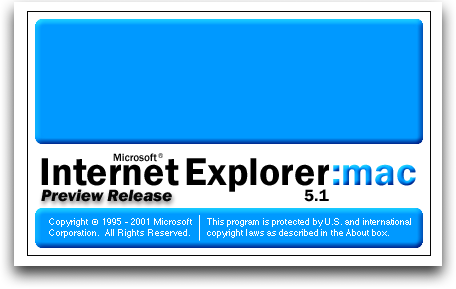 Microsoft®
Internet Explorer:mac
Preview Release 5.1
Copyright © 1995 - 2001 Microsoft
Corporation. All Rights Reserved.
This program is protected by U.S. and international
copyright laws as described in the About box.